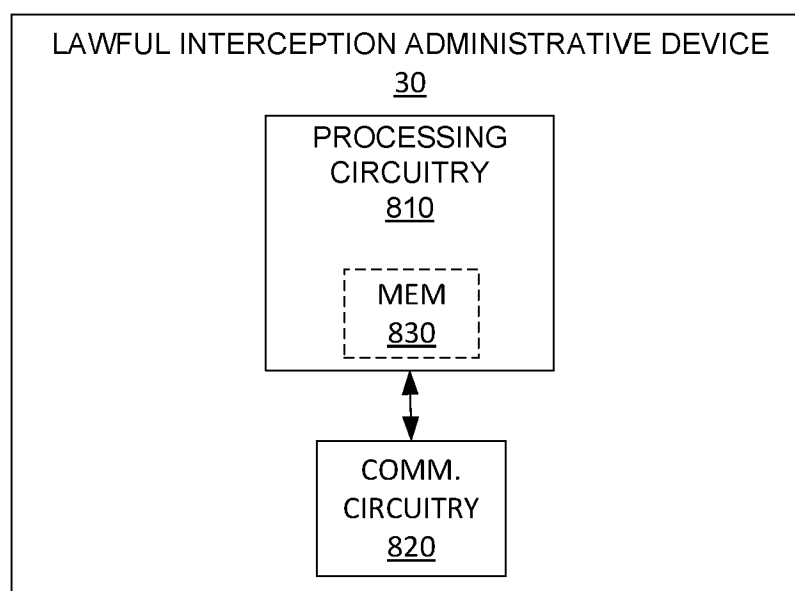 LAWFUL INTERCEPTION ADMINISTRATIVE DEVICE
30
PROCESSING
CIRCUITRY
810
MEM
830
COMM.
CIRCUITRY
820